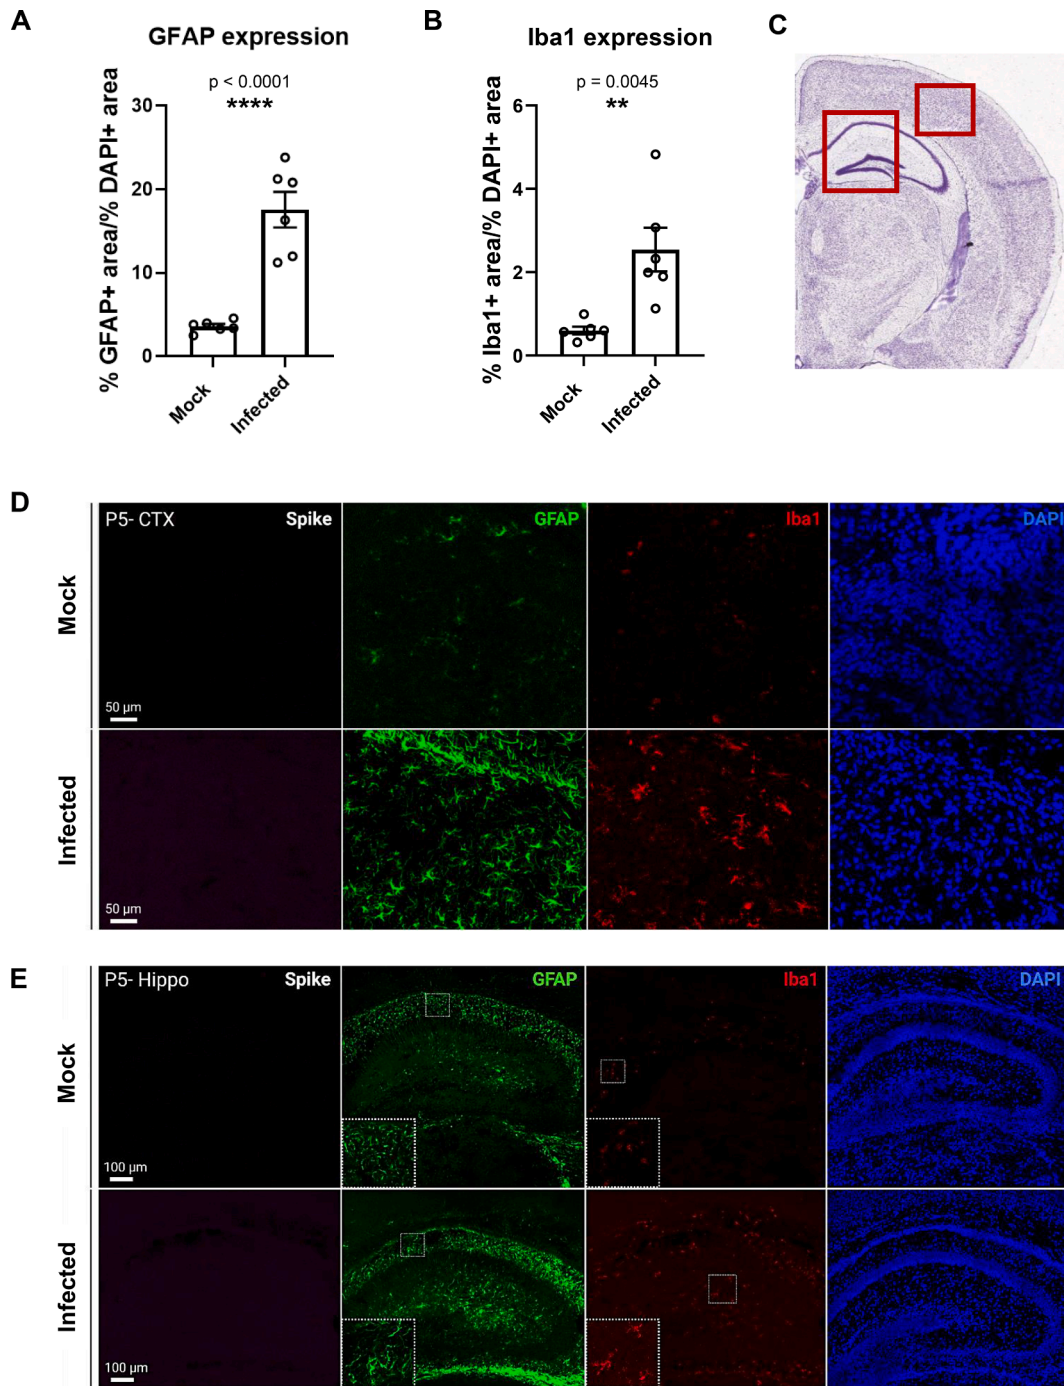 A
GFAP expression
p < 0.0001
****
% GFAP+ area/% DAPI+ area
30
20
10
0
Mock
Infected
B
Iba1 expression
p = 0.0045
**
% Iba1+ area/% DAPI+ area
6
4
2
0
Mock
Infected
C
D
Mock
P5- CTX
Spike
GFAP
Iba1
DAPI
50 µm
Infected
50 µm
E
Mock
P5- Hippo
Spike
GFAP
Iba1
DAPI
100 µm
Infected
100 µm